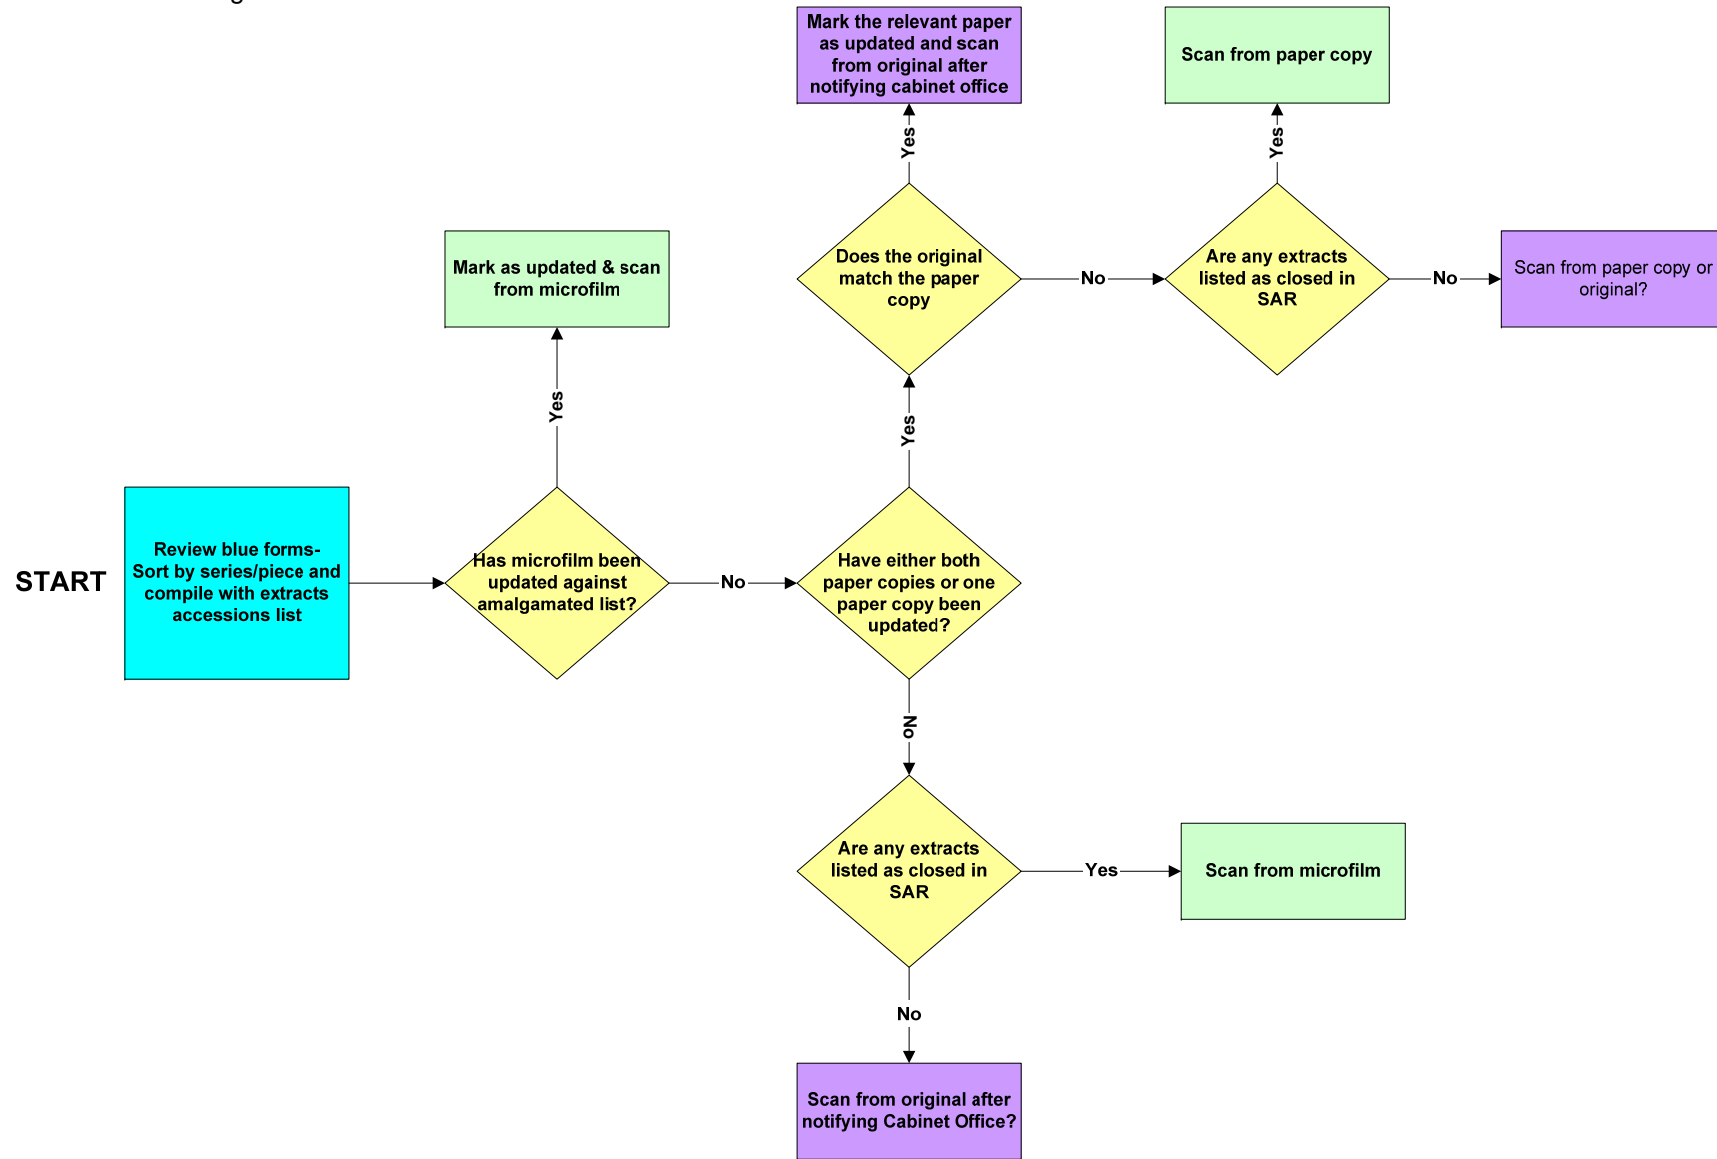 Mark the relevant paper
as updated and scan
from original after
notifying cabinet office
Scan from paper copy
Yes
Yes
Mark as updated & scan
from microfilm
Does the original
match the paper
copy
No
Are any extracts
listed as closed in
SAR
No
Scan from paper copy or
original?
Yes
Yes
START
Review blue forms-
Sort by series/piece and
compile with extracts
accessions list
Has microfilm been
updated against
amalgamated list?
No
Have either both
paper copies or one
paper copy been
updated?
No
Are any extracts
listed as closed in
SAR
Yes
Scan from microfilm
No
Scan from original after
notifying Cabinet Office?